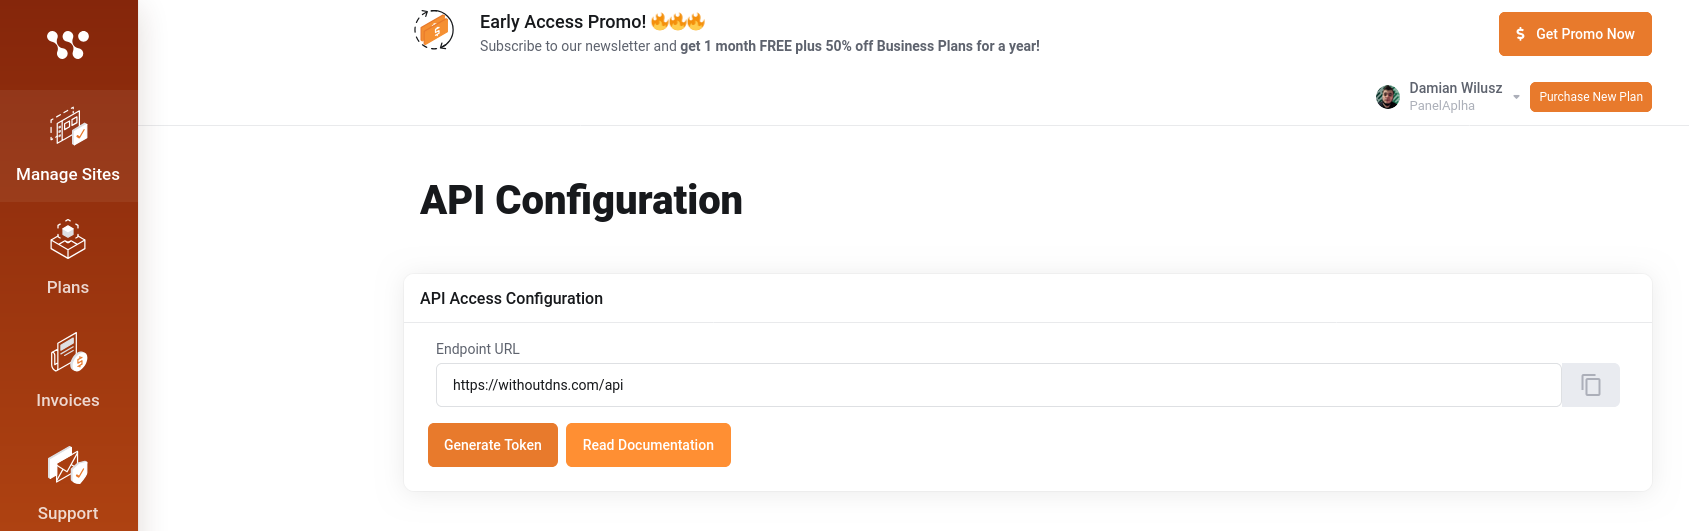 Early Access Promo! 🔥🔥🔥
Subscribe to our newsletter and get 1 month FREE plus 50% off Business Plans for a year!
$ Get Promo Now
Damian Wilusz
PanelAplha
Purchase New Plan
Manage Sites
Plans
Invoices
Support
API Configuration
API Access Configuration
Endpoint URL
https://withoutdns.com/api
Generate Token
Read Documentation